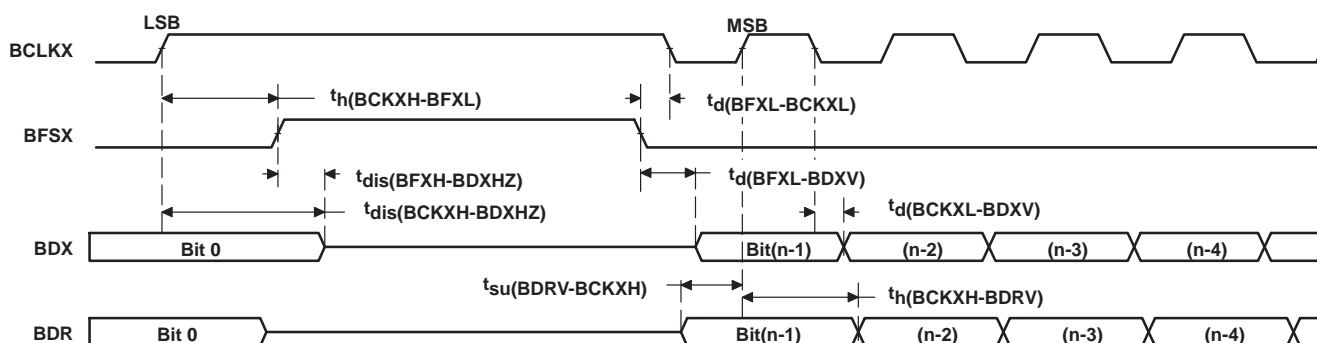 LSB MSB
BCLKX
th(BCKXH-BFXL) td(BFXL-BCKXL)
BFSX
tdis(BFXH-BDXHZ) td(BFXL-BDXV)
tdis(BCKXH-BDXHZ) td(BCKXL-BDXV)
BDX Bit 0 Bit(n-1) (n-2) (n-3) (n-4)
tsu(BDRV-BCKXH) th(BCKXH-BDRV)
BDR Bit 0 Bit(n-1) (n-2) (n-3) (n-4)